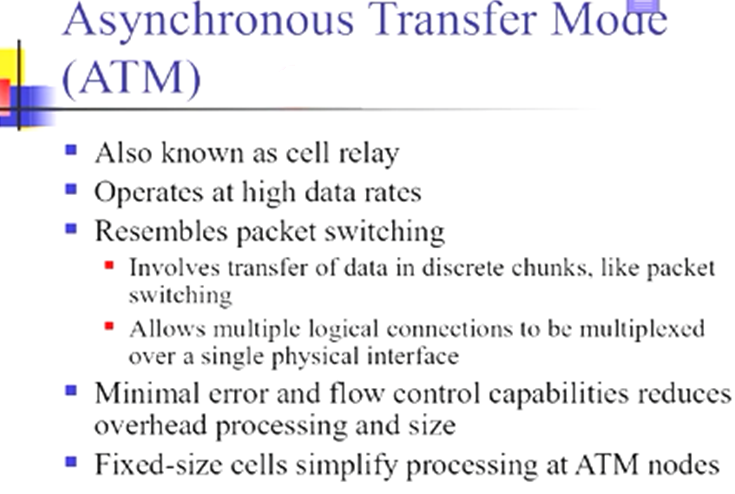 Asynchronous Transfer Mode
(ATM)
Also known as cell relay
Operates at high data rates
Resembles packet switching
Involves transfer of data in discrete chunks, like packet
switching
Allows multiple logical connections to be multiplexed
over a single physical interface
Minimal error and flow control capabilities reduces
overhead processing and size
Fixed-size cells simplify processing at ATM nodes